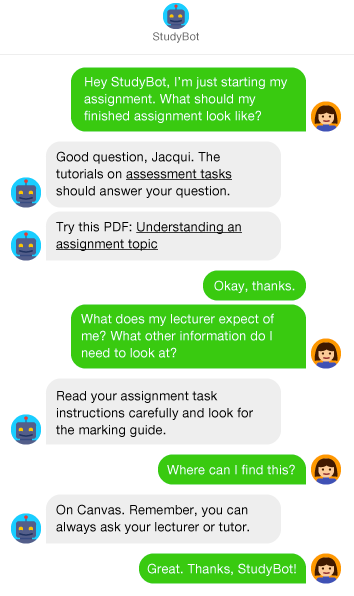 StudyBot
Hey StudyBot, I'm just starting my
assignment. What should my
finished assignment look like?
Good question, Jacqui. The
tutorials on assessment tasks
should answer your question.
Try this PDF: Understanding an
assignment topic
Okay, thanks.
What does my lecturer expect of
me? What other information do I
need to look at?
Read your assignment task
instructions carefully and look for
the marking guide.
Where can I find this?
On Canvas. Remember, you can
always ask your lecturer or tutor.
Great. Thanks, StudyBot!